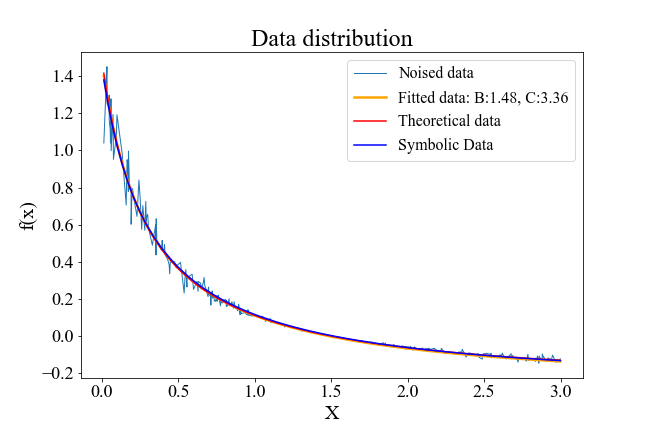 Data distribution
Noised data
Fitted data: B:1.48, C:3.36
Theoretical data
Symbolic Data
f(x)
1.4
1.2
1.0
0.8
0.6
0.4
0.2
0.0
−0.2
0.0 0.5 1.0 1.5 2.0 2.5 3.0
X